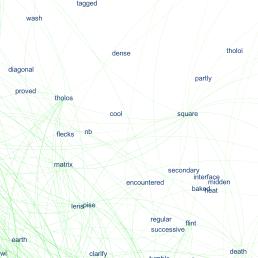 tagged
wash
dense
tholoi
diagonal
partly
proved
tholos
cool
square
flecks
nb
matrix
secondary
interface
encountered
midden
baked
heat
lens
pise
regular
flint
successive
earth
clarify
death